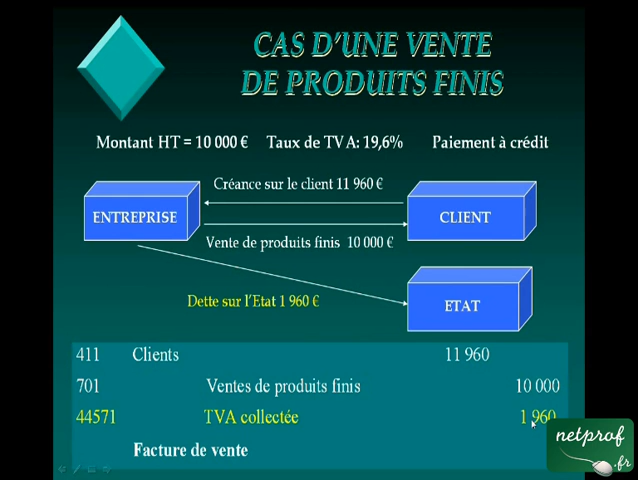 CAS D'UNE VENTE
DE PRODUITS FINIS
Montant HT = 10 000 € Taux de TVA: 19,6% Paiement à crédit
Créance sur le client 11 960 €
ENTREPRISE
CLIENT
Vente de produits finis 10 000 €
Dette sur l'Etat 1 960 €
ETAT
411 Clients 11 960
701 Ventes de produits finis 10 000
44571 TVA collectée 1 960
Facture de vente
netprof
.fr